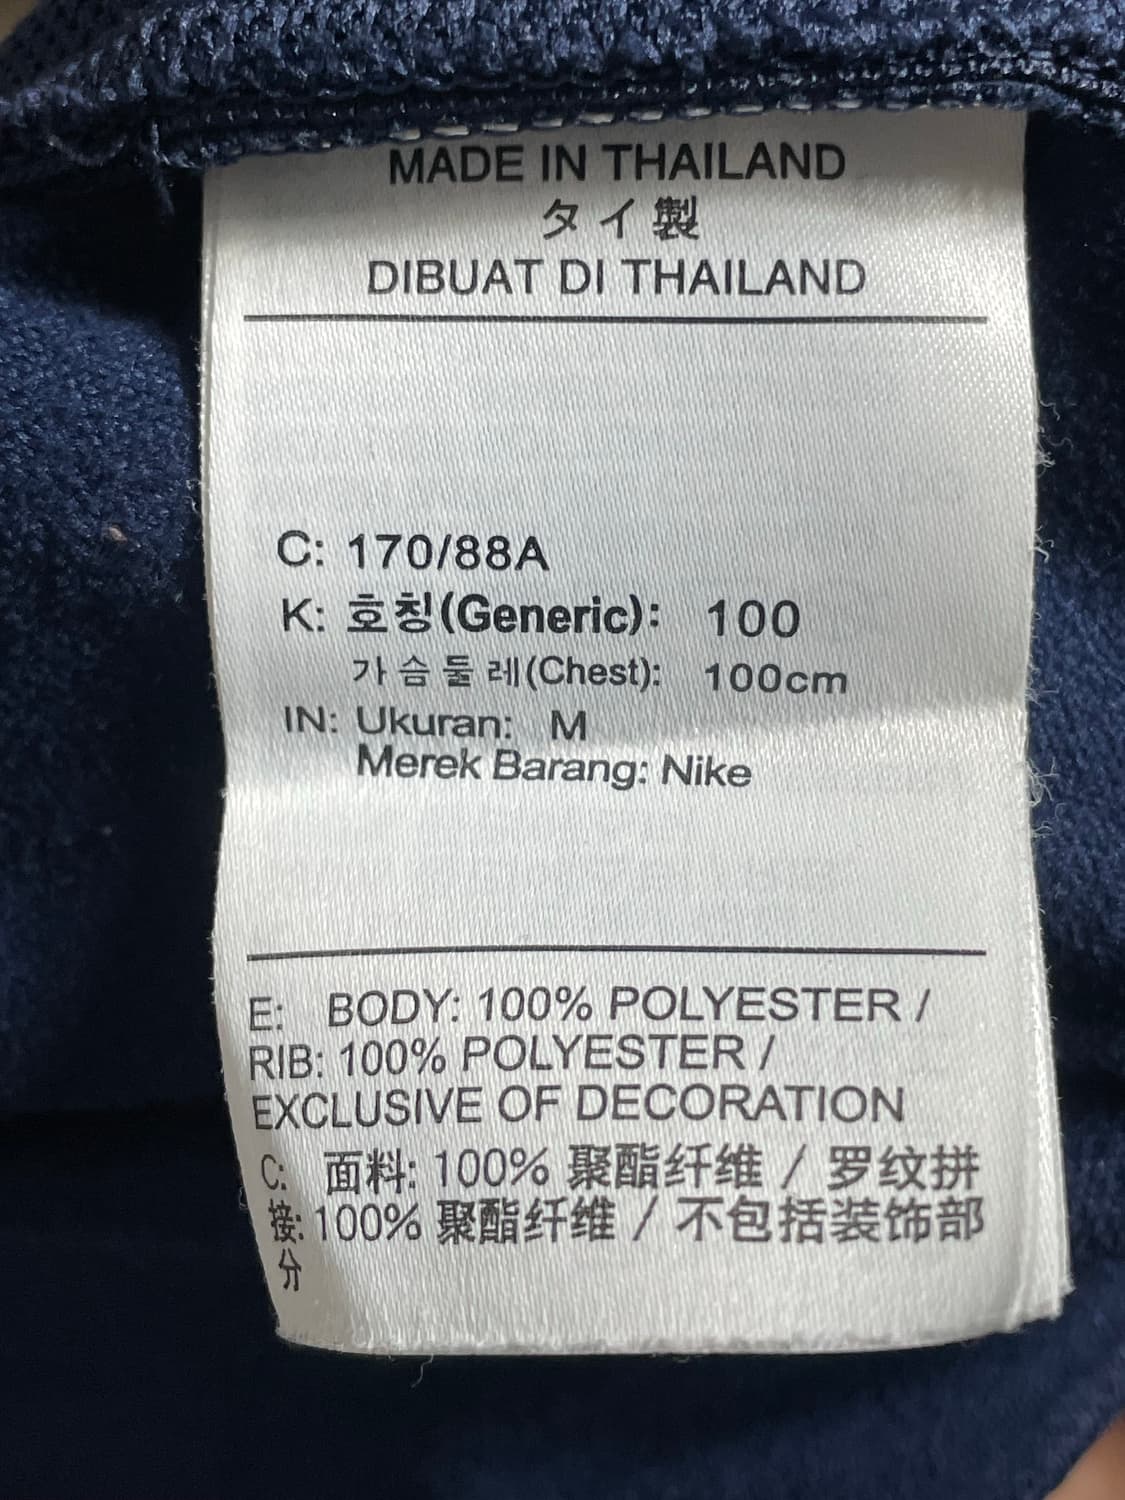 MADE IN THAILAND
タイ製
DIBUAT DI THAILAND
C: 170/88A
K: 호칭(Generic): 100
가슴둘레(Chest): 100cm
IN: Ukuran: M
Merek Barang: Nike
E: BODY: 100% POLYESTER /
RIB: 100% POLYESTER /
EXCLUSIVE OF DECORATION
C: 面料: 100% 聚酯纤维 / 罗纹拼
接: 100% 聚酯纤维 / 不包括装饰部
分